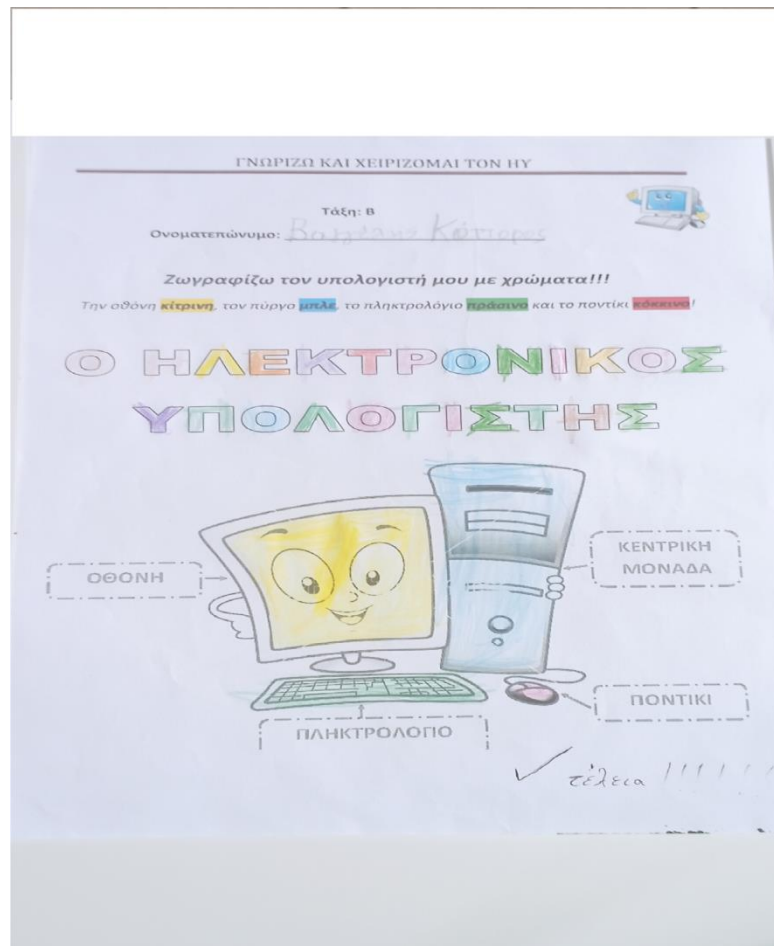 ΓΝΩΡΙΖΩ ΚΑΙ ΧΕΙΡΙΖΟΜΑΙ ΤΟΝ ΗΥ
Τάξη: Β
Ονοματεπώνυμο:
Ζωγραφίζω τον υπολογιστή μου με χρώματα!!!
Την οθόνη κίτρινη, τον πύργο μπλε, το πληκτρολόγιο πράσινο και το ποντίκι κόκκινο!
Ο ΗΛΕΚΤΡΟΝΙΚΟΣ
ΥΠΟΛΟΓΙΣΤΗΣ
ΟΘΟΝΗ
ΚΕΝΤΡΙΚΗ
ΜΟΝΑΔΑ
ΠΟΝΤΙΚΙ
ΠΛΗΚΤΡΟΛΟΓΙΟ
τέλεια !!!!!!